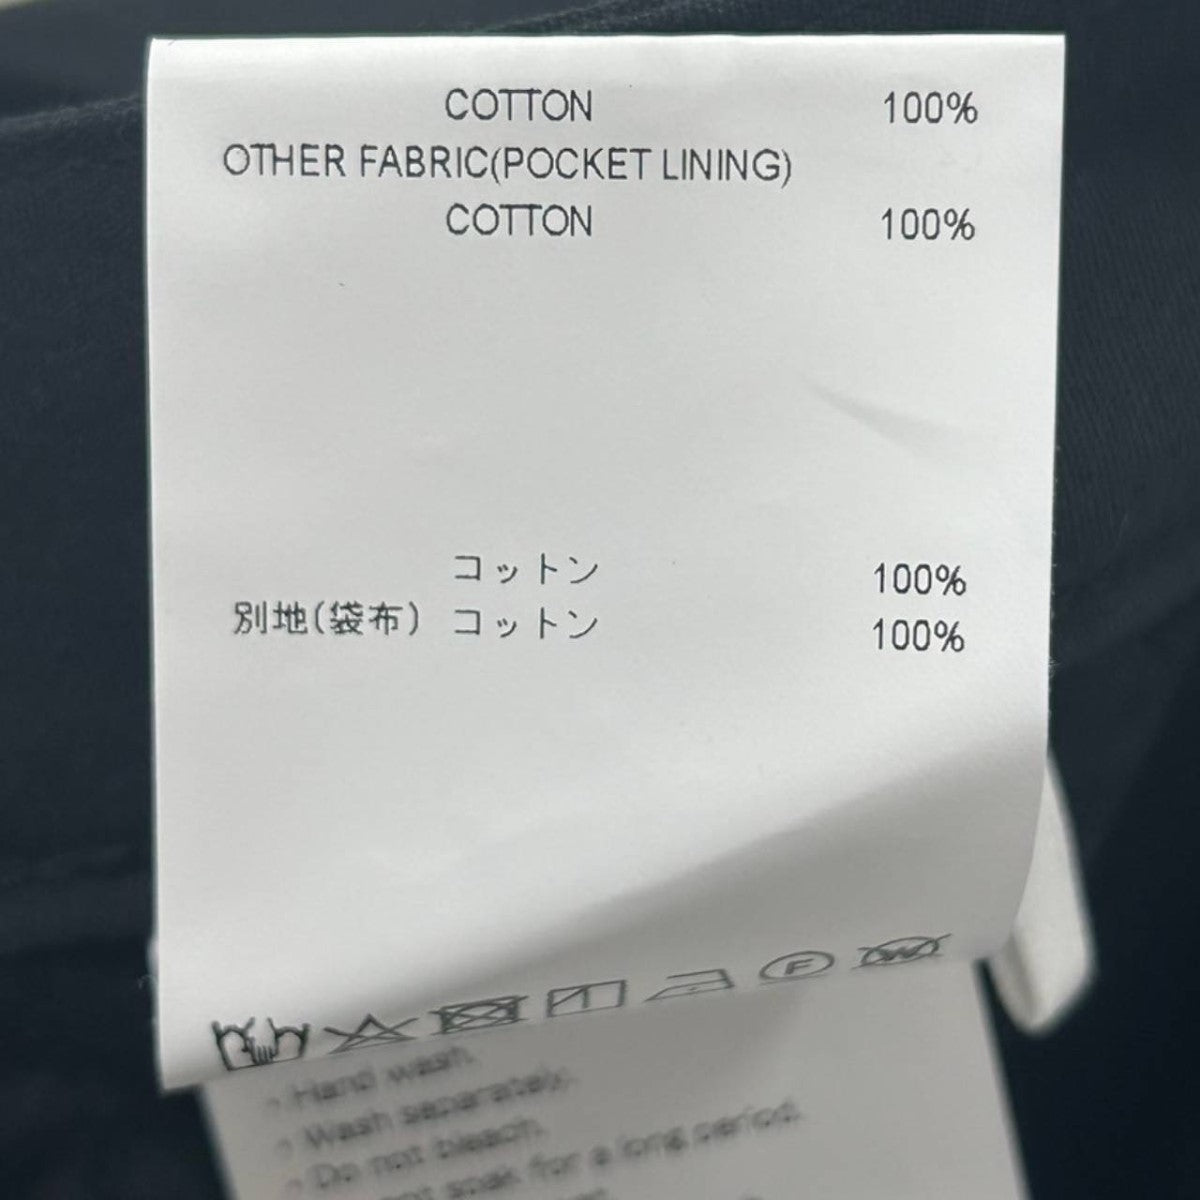 COTTON 100%
OTHER FABRIC(POCKET LINING)
COTTON 100%
コットン 100%
別地(袋布) コットン 100%
F
W
・Hand wash.
・Wash separately.
・Do not bleach.
soak for a long period.